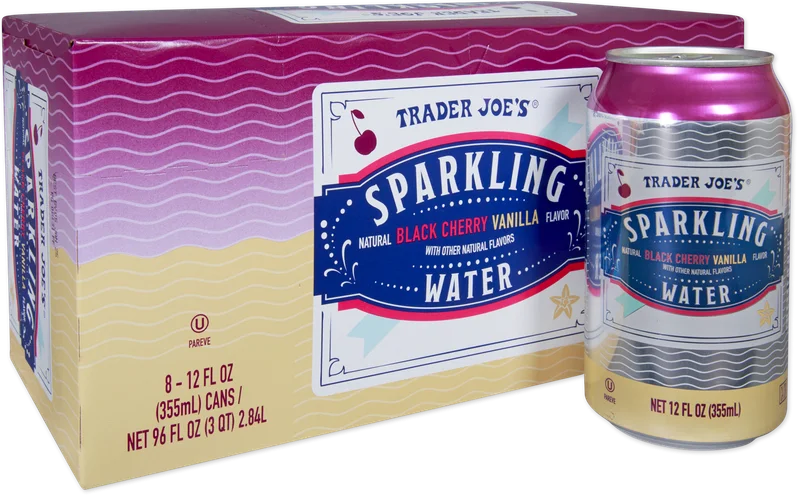 TRADER JOE'S®
SPARKLING
NATURAL BLACK CHERRY VANILLA FLAVOR
WITH OTHER NATURAL FLAVORS
WATER
U
PAREVE
8 – 12 FL OZ
(355mL) CANS /
NET 96 FL OZ (3 QT) 2.84L
TRADER JOE'S®
SPARKLING
WATER
TRADER JOE'S®
SPARKLING
NATURAL BLACK CHERRY VANILLA FLAVOR
WITH OTHER NATURAL FLAVORS
WATER
U
PAREVE
NET 12 FL OZ (355mL)